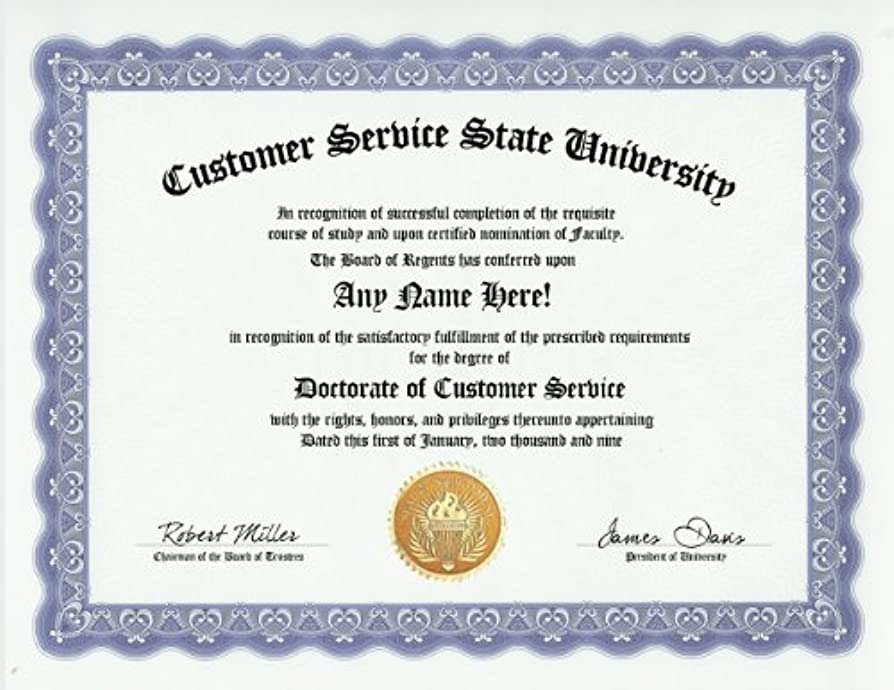 Customer Service State University
In recognition of successful completion of the requisite
course of study and upon certified nomination of Faculty.
The Board of Regents has conferred upon
Any Name Here!
in recognition of the satisfactory fulfillment of the prescribed requirements
for the degree of
Doctorate of Customer Service
with the rights, honors, and privileges thereunto appertaining
Dated this first of January, two thousand and nine
Robert Miller
Chairman of the Board of Trustees
James Davis
President of University